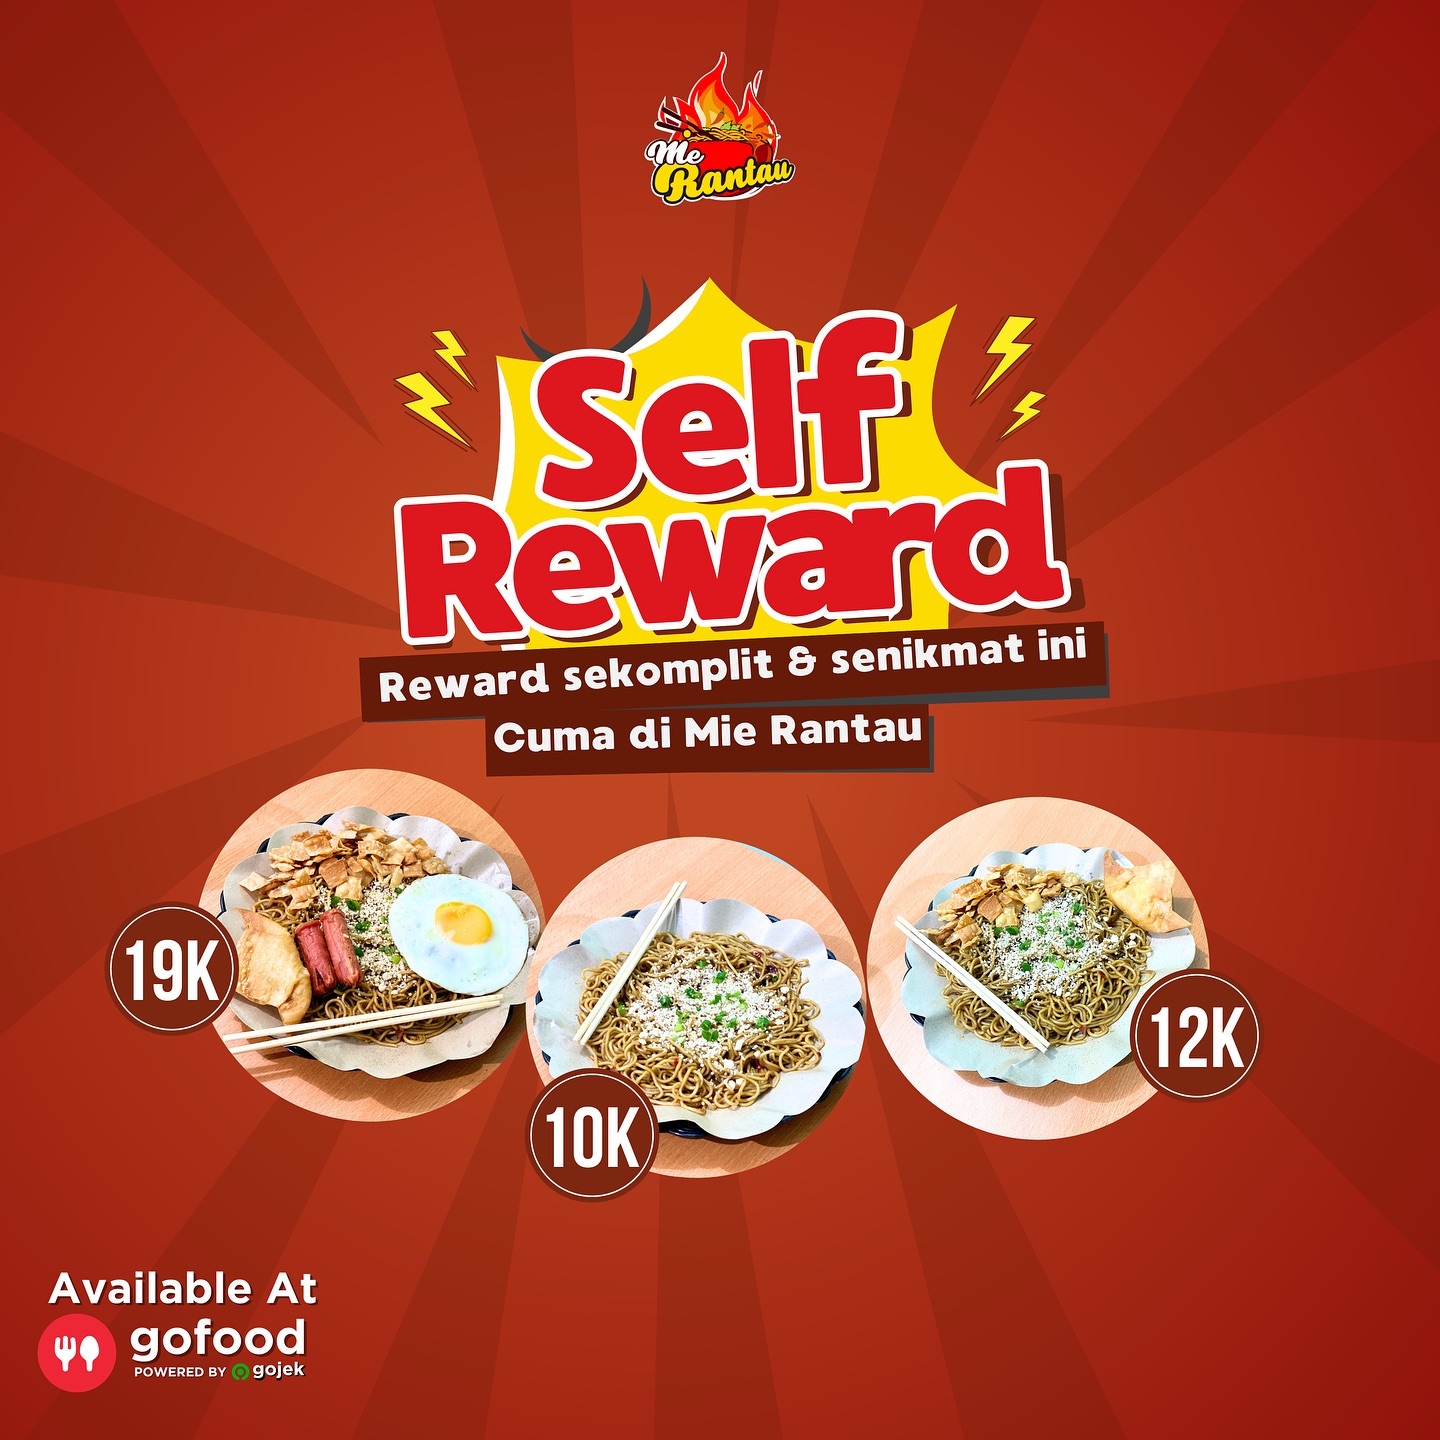 Me
Rantau
Self
Reward
Reward sekomplit & senikmat ini
Cuma di Mie Rantau
19K
10K
12K
Available At
gofood
POWERED BY gojek